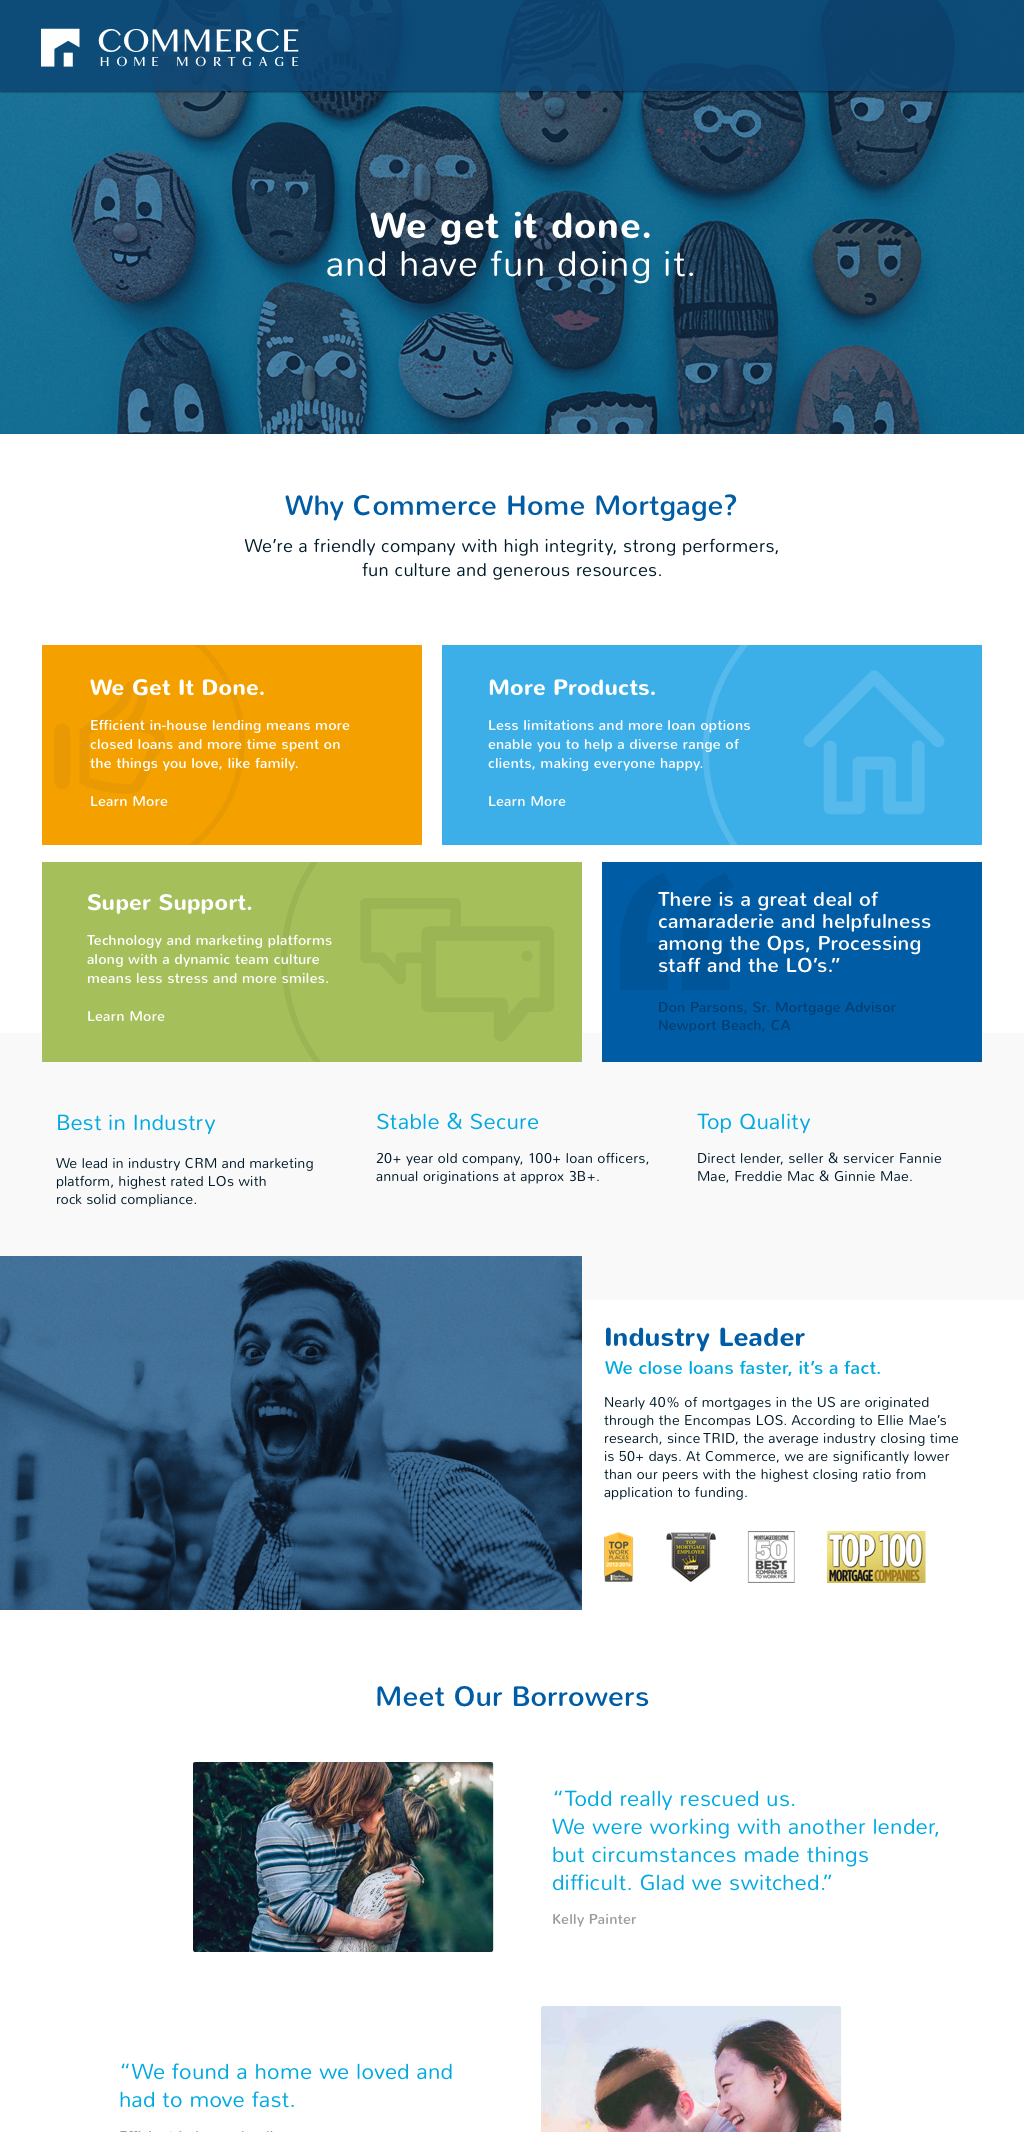 COMMERCE
HOME MORTGAGE
We get it done.
and have fun doing it.
Why Commerce Home Mortgage?
We're a friendly company with high integrity, strong performers,
fun culture and generous resources.
We Get It Done.
Efficient in-house lending means more
closed loans and more time spent on
the things you love, like family.
Learn More
More Products.
Less limitations and more loan options
enable you to help a diverse range of
clients, making everyone happy.
Learn More
Super Support.
Technology and marketing platforms
along with a dynamic team culture
means less stress and more smiles.
Learn More
There is a great deal of
camaraderie and helpfulness
among the Ops, Processing
staff and the LO's.”
Don Parsons, Sr. Mortgage Advisor
Newport Beach, CA
Best in Industry
We lead in industry CRM and marketing
platform, highest rated LOs with
rock solid compliance.
Stable & Secure
20+ year old company, 100+ loan officers,
annual originations at approx 3B+.
Top Quality
Direct lender, seller & servicer Fannie
Mae, Freddie Mac & Ginnie Mae.
Industry Leader
We close loans faster, it's a fact.
Nearly 40% of mortgages in the US are originated
through the Encompas LOS. According to Ellie Mae's
research, since TRID, the average industry closing time
is 50+ days. At Commerce, we are significantly lower
than our peers with the highest closing ratio from
application to funding.
TOP
WORK
PLACES
TOP
MORTGAGE
EMPLOYER
2016
MORTGAGE EXECUTIVE
50
BEST
COMPANIES
TO WORK FOR
TOP 100
MORTGAGE COMPANIES
Meet Our Borrowers
“Todd really rescued us.
We were working with another lender,
but circumstances made things
difficult. Glad we switched.”
Kelly Painter
“We found a home we loved and
had to move fast.